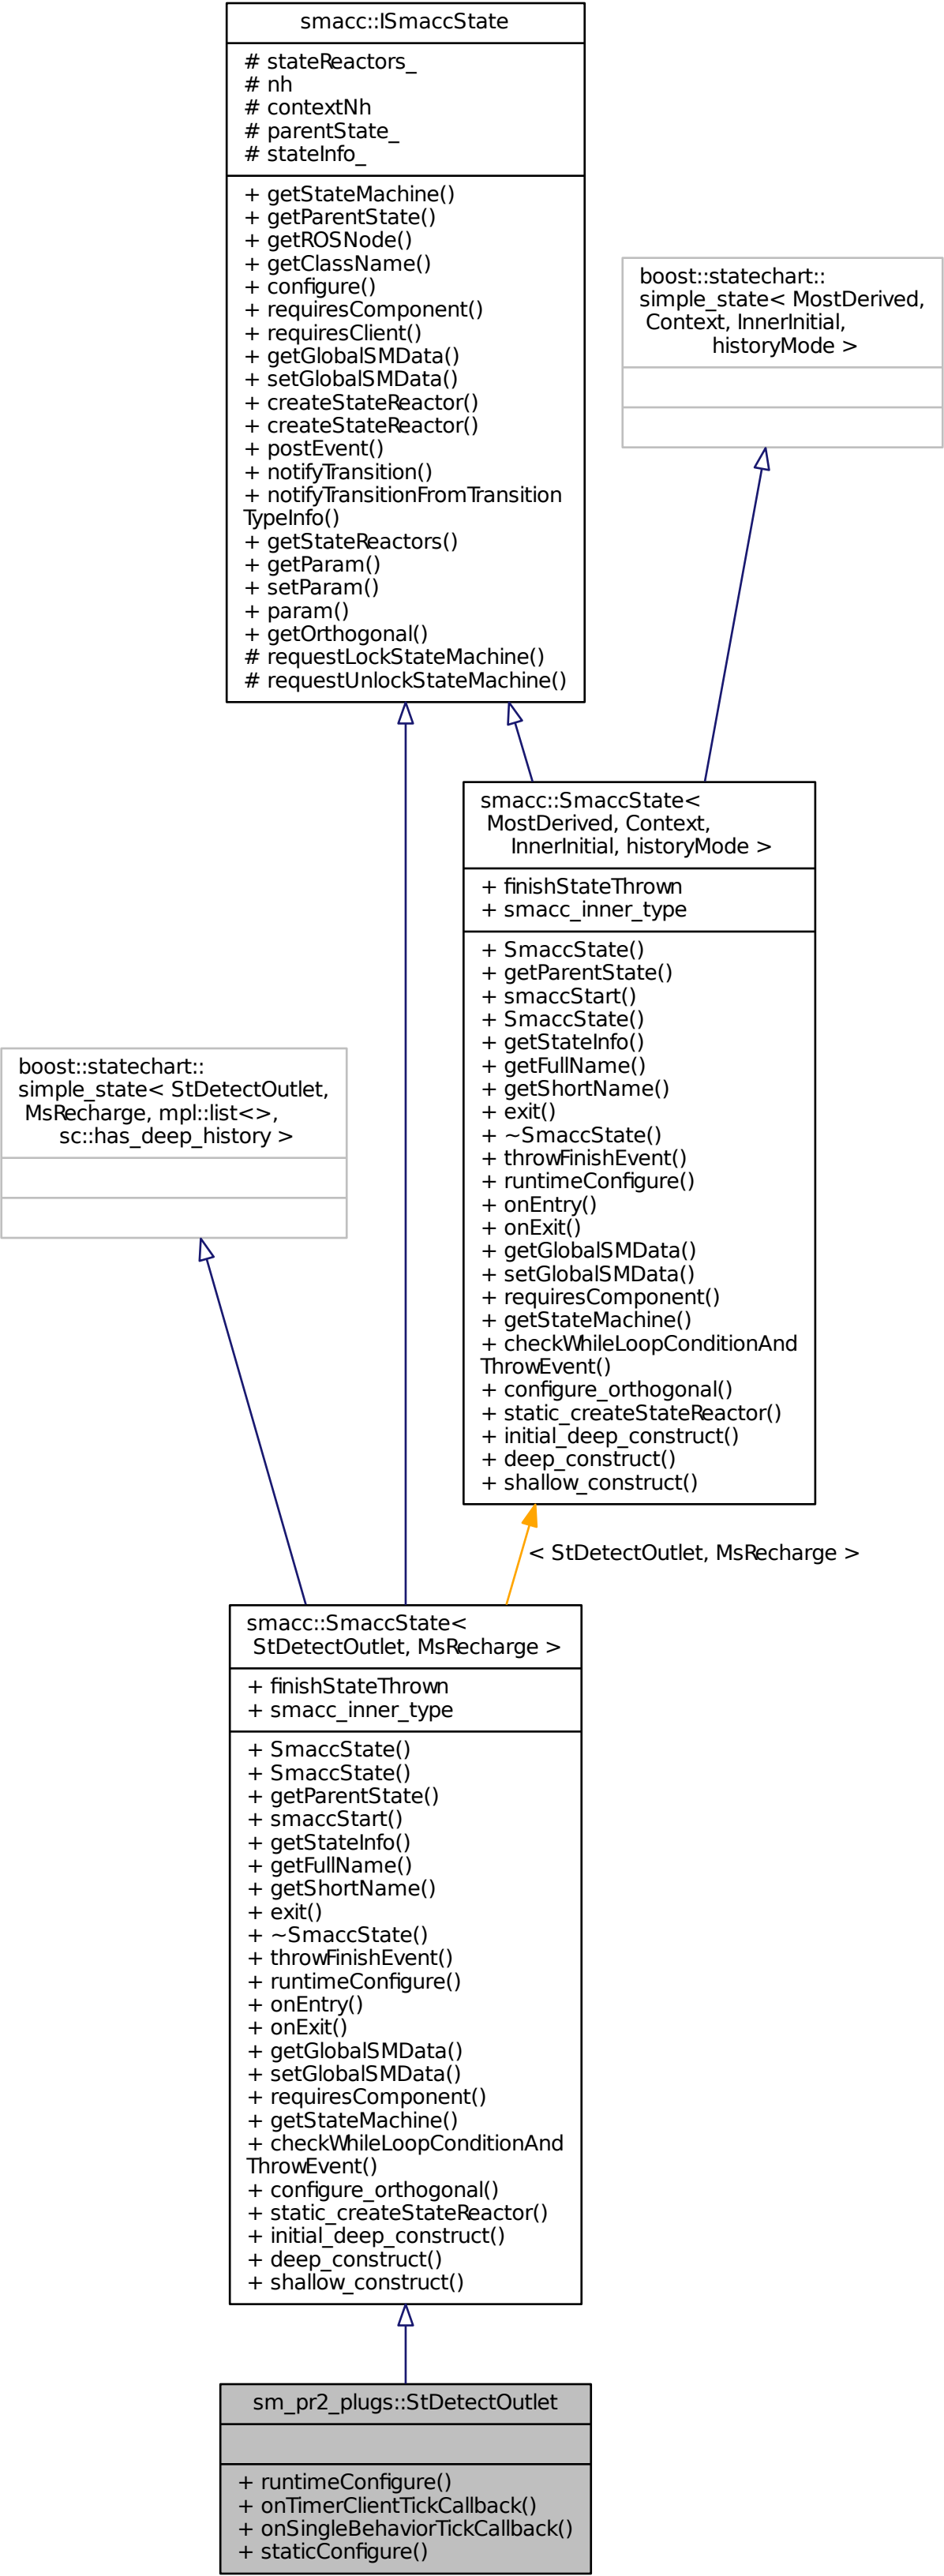 smacc::ISmaccState
# stateReactors_
# nh
# contextNh
# parentState_
# stateInfo_
+ getStateMachine()
+ getParentState()
+ getROSNode()
+ getClassName()
+ configure()
+ requiresComponent()
+ requiresClient()
+ getGlobalSMData()
+ setGlobalSMData()
+ createStateReactor()
+ createStateReactor()
+ postEvent()
+ notifyTransition()
+ notifyTransitionFromTransition
TypeInfo()
+ getStateReactors()
+ getParam()
+ setParam()
+ param()
+ getOrthogonal()
# requestLockStateMachine()
# requestUnlockStateMachine()
boost::statechart::
simple_state< MostDerived,
Context, InnerInitial,
historyMode >
smacc::SmaccState<
MostDerived, Context,
InnerInitial, historyMode >
+ finishStateThrown
+ smacc_inner_type
+ SmaccState()
+ getParentState()
+ smaccStart()
+ SmaccState()
+ getStateInfo()
+ getFullName()
+ getShortName()
+ exit()
+ ~SmaccState()
+ throwFinishEvent()
+ runtimeConfigure()
+ onEntry()
+ onExit()
+ getGlobalSMData()
+ setGlobalSMData()
+ requiresComponent()
+ getStateMachine()
+ checkWhileLoopConditionAnd
ThrowEvent()
+ configure_orthogonal()
+ static_createStateReactor()
+ initial_deep_construct()
+ deep_construct()
+ shallow_construct()
boost::statechart::
simple_state< StDetectOutlet,
MsRecharge, mpl::list<>,
sc::has_deep_history >
< StDetectOutlet, MsRecharge >
smacc::SmaccState<
StDetectOutlet, MsRecharge >
+ finishStateThrown
+ smacc_inner_type
+ SmaccState()
+ SmaccState()
+ getParentState()
+ smaccStart()
+ getStateInfo()
+ getFullName()
+ getShortName()
+ exit()
+ ~SmaccState()
+ throwFinishEvent()
+ runtimeConfigure()
+ onEntry()
+ onExit()
+ getGlobalSMData()
+ setGlobalSMData()
+ requiresComponent()
+ getStateMachine()
+ checkWhileLoopConditionAnd
ThrowEvent()
+ configure_orthogonal()
+ static_createStateReactor()
+ initial_deep_construct()
+ deep_construct()
+ shallow_construct()
sm_pr2_plugs::StDetectOutlet
+ runtimeConfigure()
+ onTimerClientTickCallback()
+ onSingleBehaviorTickCallback()
+ staticConfigure()